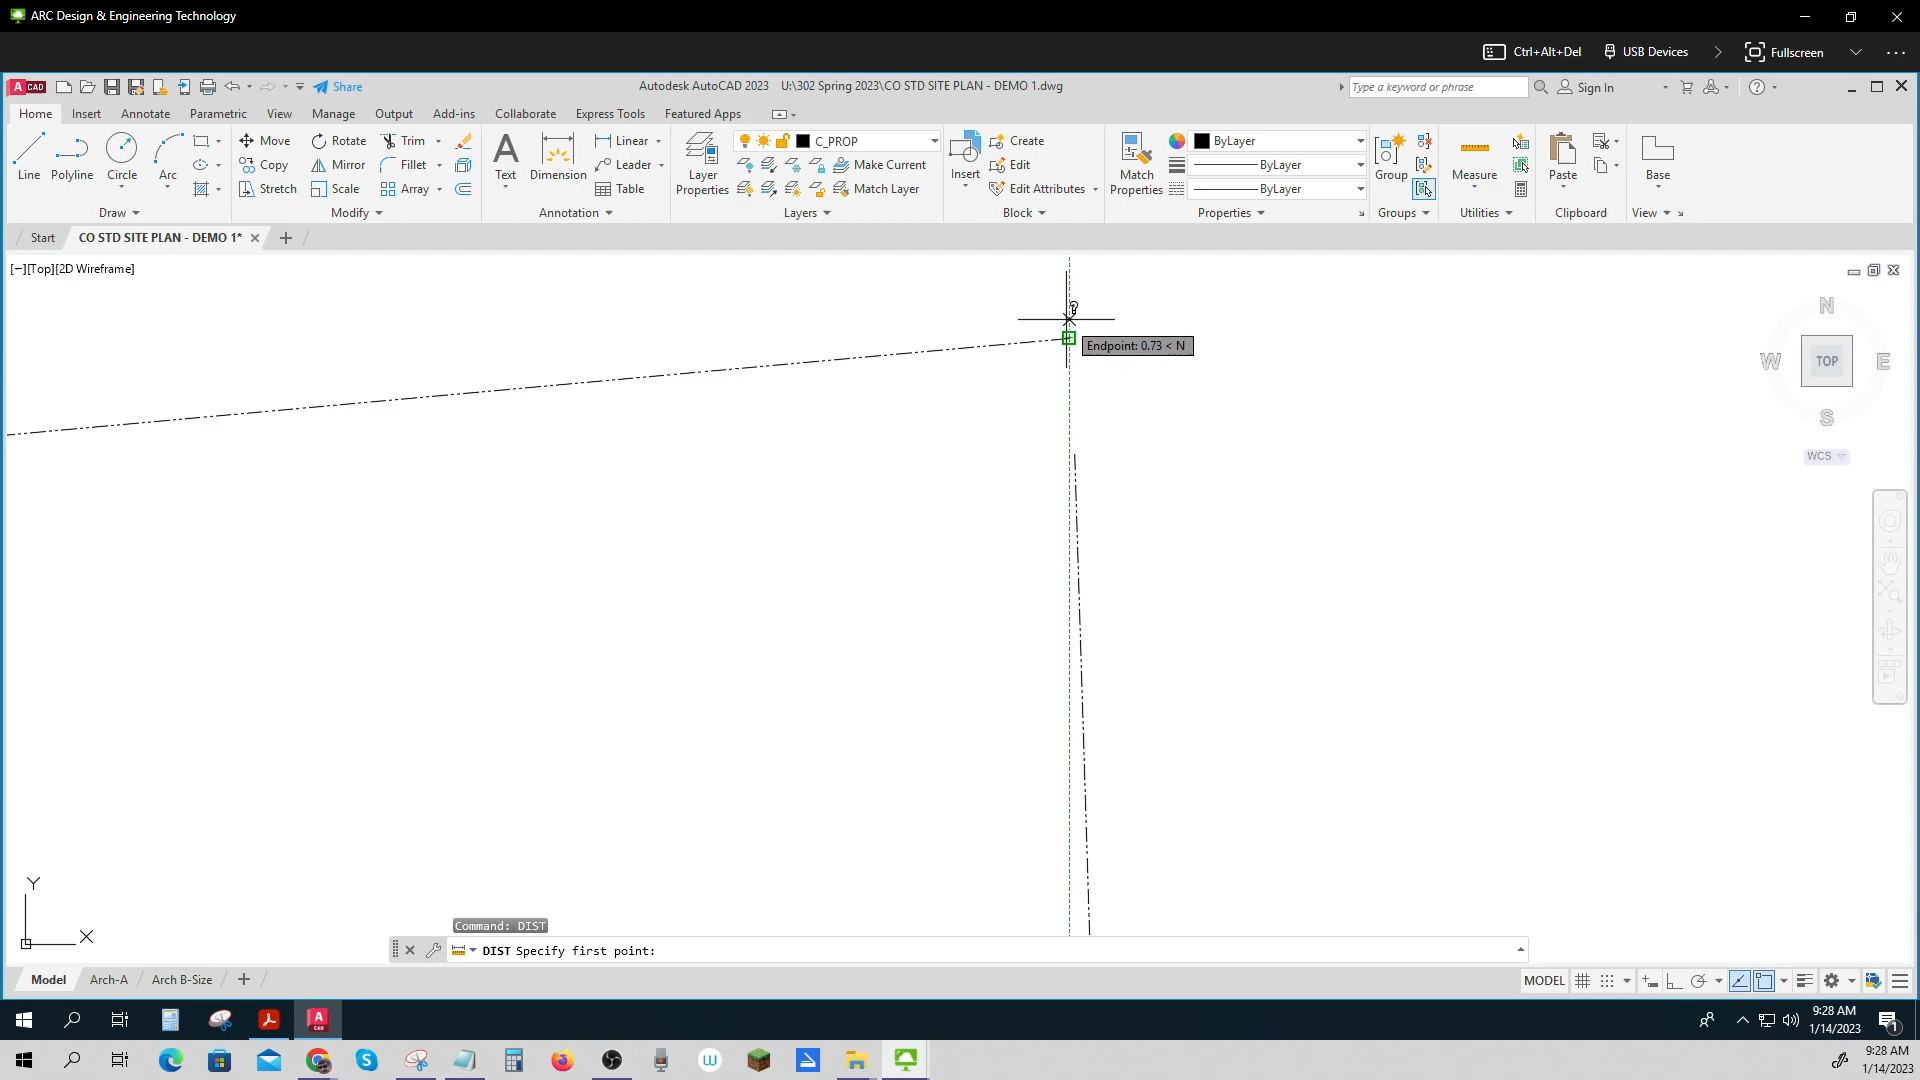 ARC Design & Engineering Technology
Ctrl+Alt+Del USB Devices Fullscreen
A CAD Share Autodesk AutoCAD 2023 U:\302 Spring 2023\CO STD SITE PLAN - DEMO 1.dwg Type a keyword or phrase Sign In
Home Insert Annotate Parametric View Manage Output Add-ins Collaborate Express Tools Featured Apps
Move Rotate Trim Linear C_PROP Create ByLayer
Copy Mirror Fillet Leader Make Current Edit ByLayer
Line Polyline Circle Arc Text Dimension Layer Properties Insert Match Properties Group Measure Paste Base
Stretch Scale Array Table Match Layer Edit Attributes ByLayer
Draw Modify Annotation Layers Block Properties Groups Utilities Clipboard View
Start CO STD SITE PLAN - DEMO 1*
[−][Top][2D Wireframe]
N
Endpoint: 0.73 < N
W TOP E
S
WCS
Y
X
Command: DIST
DIST Specify first point:
Model Arch-A Arch B-Size MODEL
9:28 AM
1/14/2023
1
9:28 AM
1/14/2023